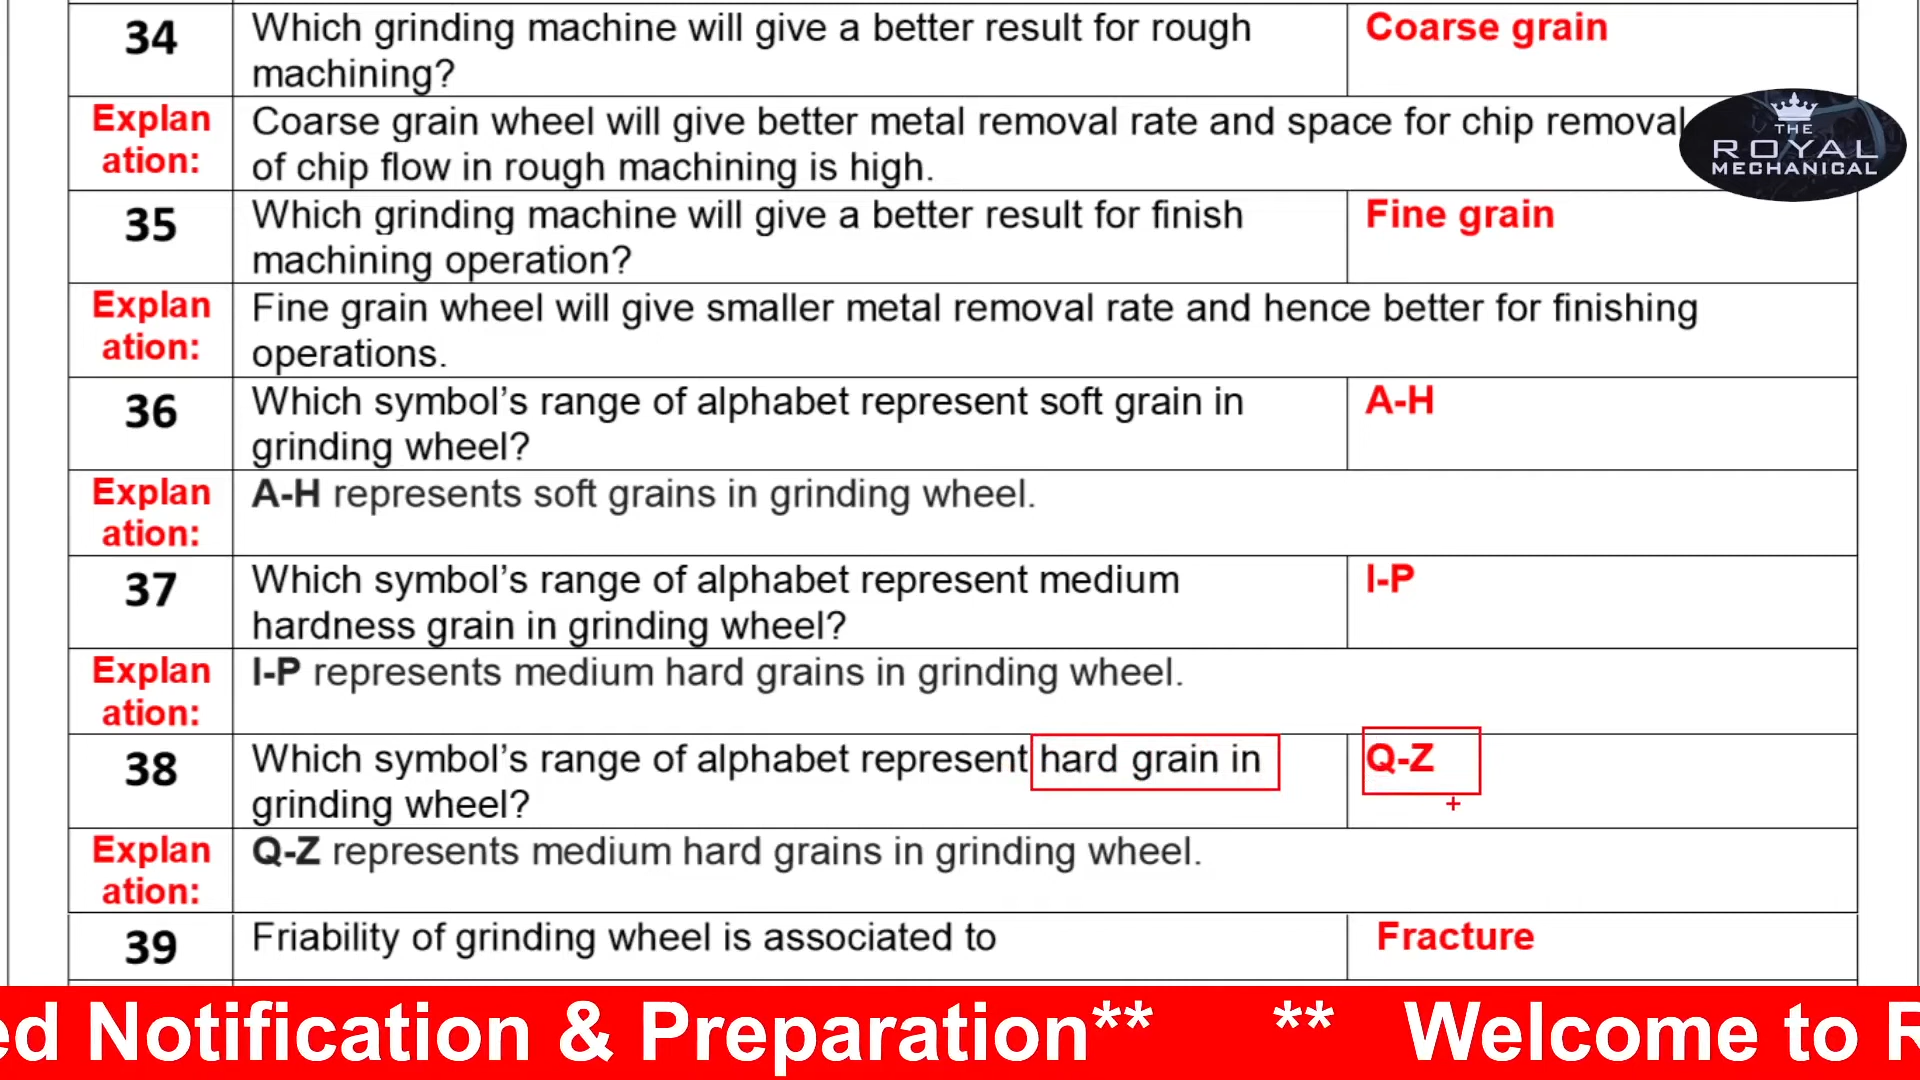 34
Which grinding machine will give a better result for rough
machining?
Coarse grain
Explan
ation:
Coarse grain wheel will give better metal removal rate and space for chip removal
of chip flow in rough machining is high.
THE
ROYAL
MECHANICAL
35
Which grinding machine will give a better result for finish
machining operation?
Fine grain
Explan
ation:
Fine grain wheel will give smaller metal removal rate and hence better for finishing
operations.
36
Which symbol’s range of alphabet represent soft grain in
grinding wheel?
A-H
Explan
ation:
A-H represents soft grains in grinding wheel.
37
Which symbol’s range of alphabet represent medium
hardness grain in grinding wheel?
I-P
Explan
ation:
I-P represents medium hard grains in grinding wheel.
38
Which symbol’s range of alphabet represent hard grain in
grinding wheel?
Q-Z
Explan
ation:
Q-Z represents medium hard grains in grinding wheel.
39
Friability of grinding wheel is associated to
Fracture
ed Notification & Preparation** ** Welcome to R